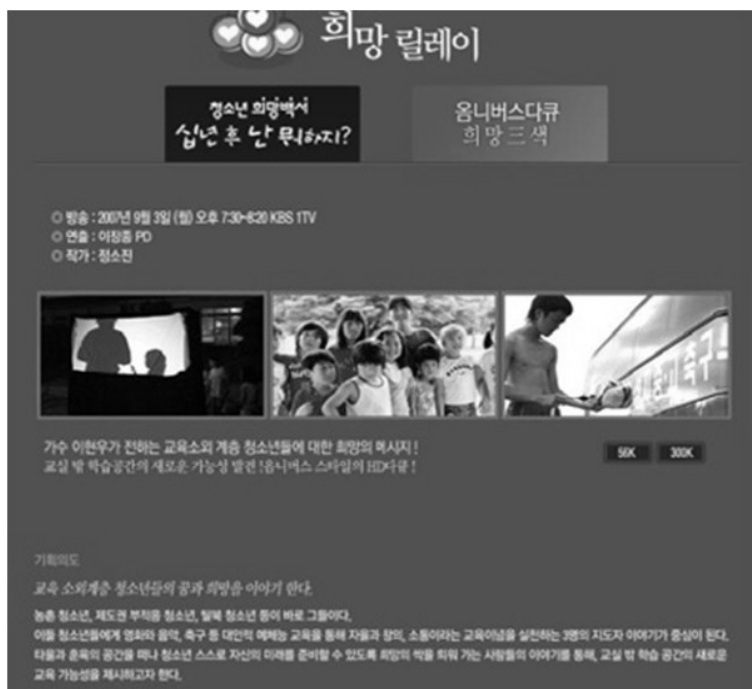 희망 릴레이
청소년 희망백서
십년 후 난 뭐하지?
옴니버스다큐
희망三색
◎ 방송 : 2007년 9월 3일 (월) 오후 7:30~8:20 KBS 1TV
◎ 연출 : 이장종 PD
◎ 작가 : 정소진
축구
가수 이현우가 전하는 교육소외 계층 청소년들에 대한 희망의 메시지 !
56K 300K
교실 밖 학습공간의 새로운 가능성 발견 !옴니버스 스타일의 HD다큐 !
기획의도
교육 소외계층 청소년들의 꿈과 희망을 이야기 한다.
농촌 청소년, 제도권 부적응 청소년, 탈북 청소년 등이 바로 그들이다.
이들 청소년들에게 영화와 음악, 축구 등 대안적 예체능 교육을 통해 자율과 창의, 소통이라는 교육이념을 실천하는 3명의 지도자 이야기가 중심이 된다.
타율과 훈육의 공간을 떠나 청소년 스스로 자신의 미래를 준비할 수 있도록 희망의 싹을 틔워 가는 사람들의 이야기를 통해, 교실 밖 학습 공간의 새로운
교육 가능성을 제시하고자 한다.